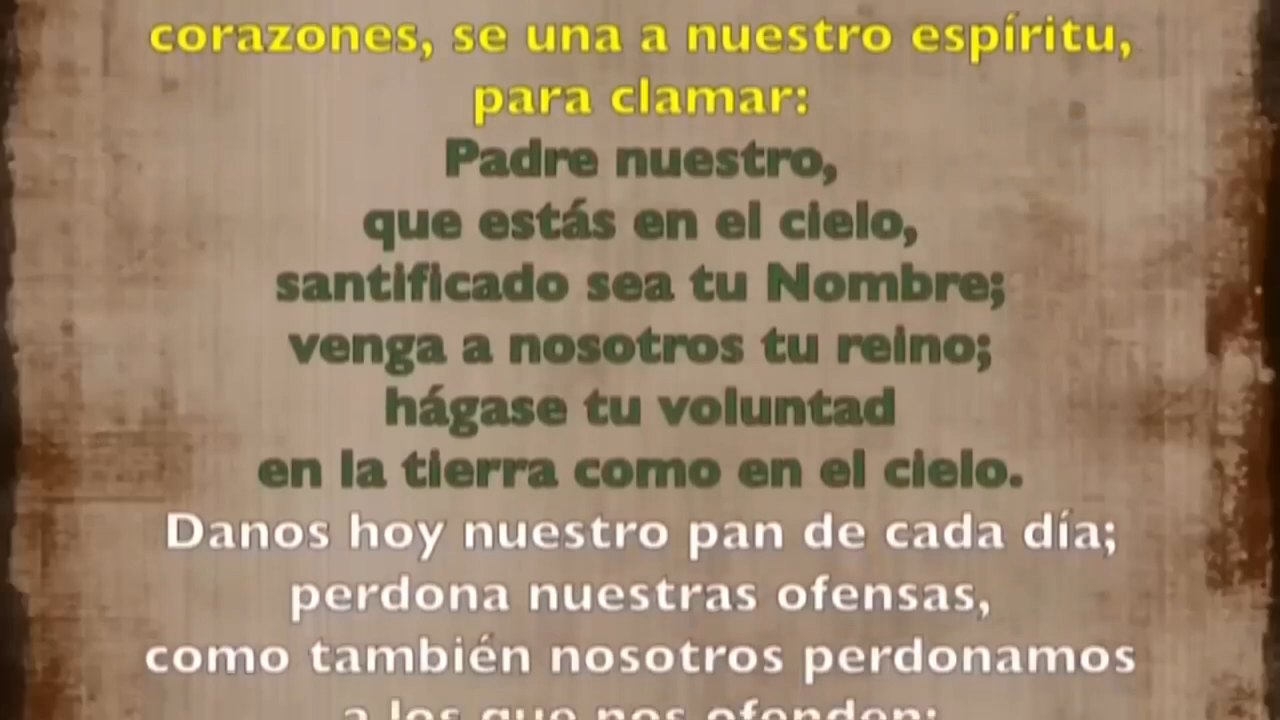 corazones, se una a nuestro espíritu,
para clamar:
Padre nuestro,
que estás en el cielo,
santificado sea tu Nombre;
venga a nosotros tu reino;
hágase tu voluntad
en la tierra como en el cielo.
Danos hoy nuestro pan de cada día;
perdona nuestras ofensas,
como también nosotros perdonamos
a los que nos ofenden;